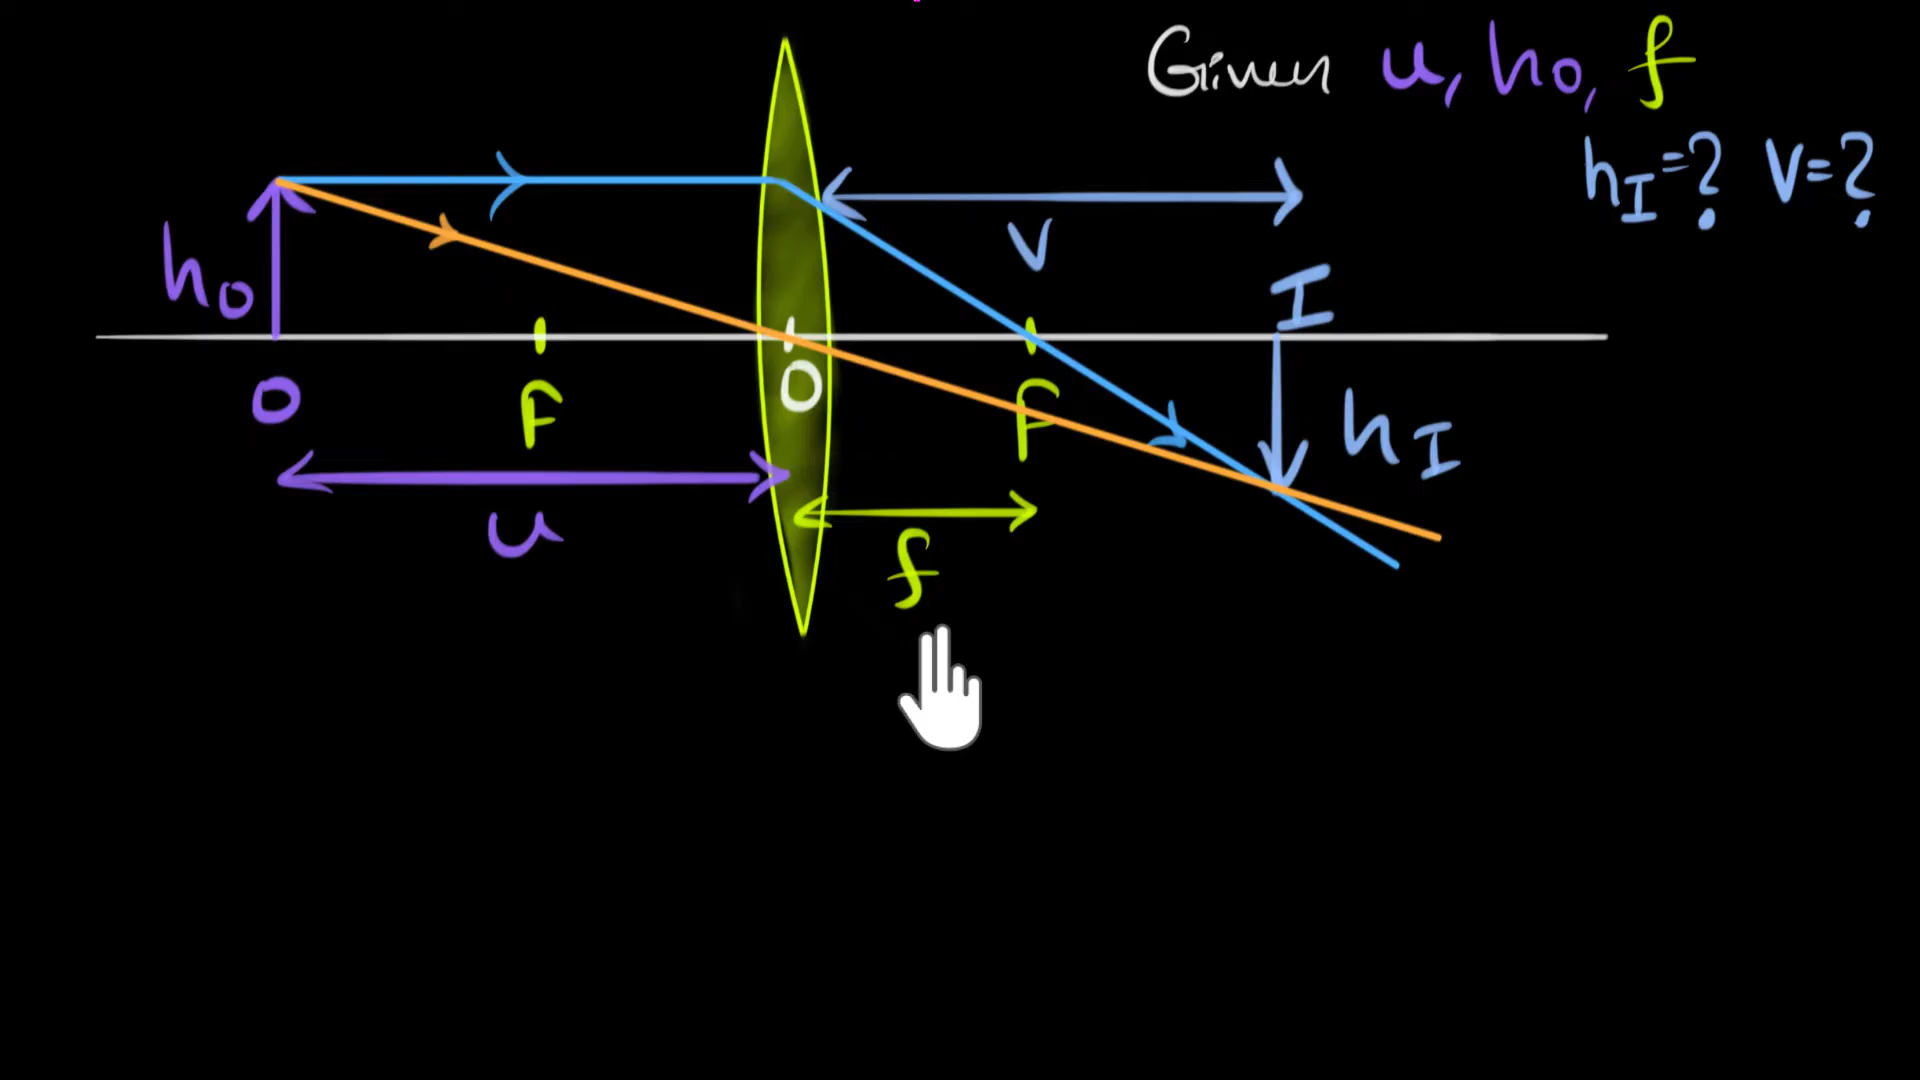 Given u, ho, f
hI=? V=?
V
ho
I
O
F
O
F
hI
u
f